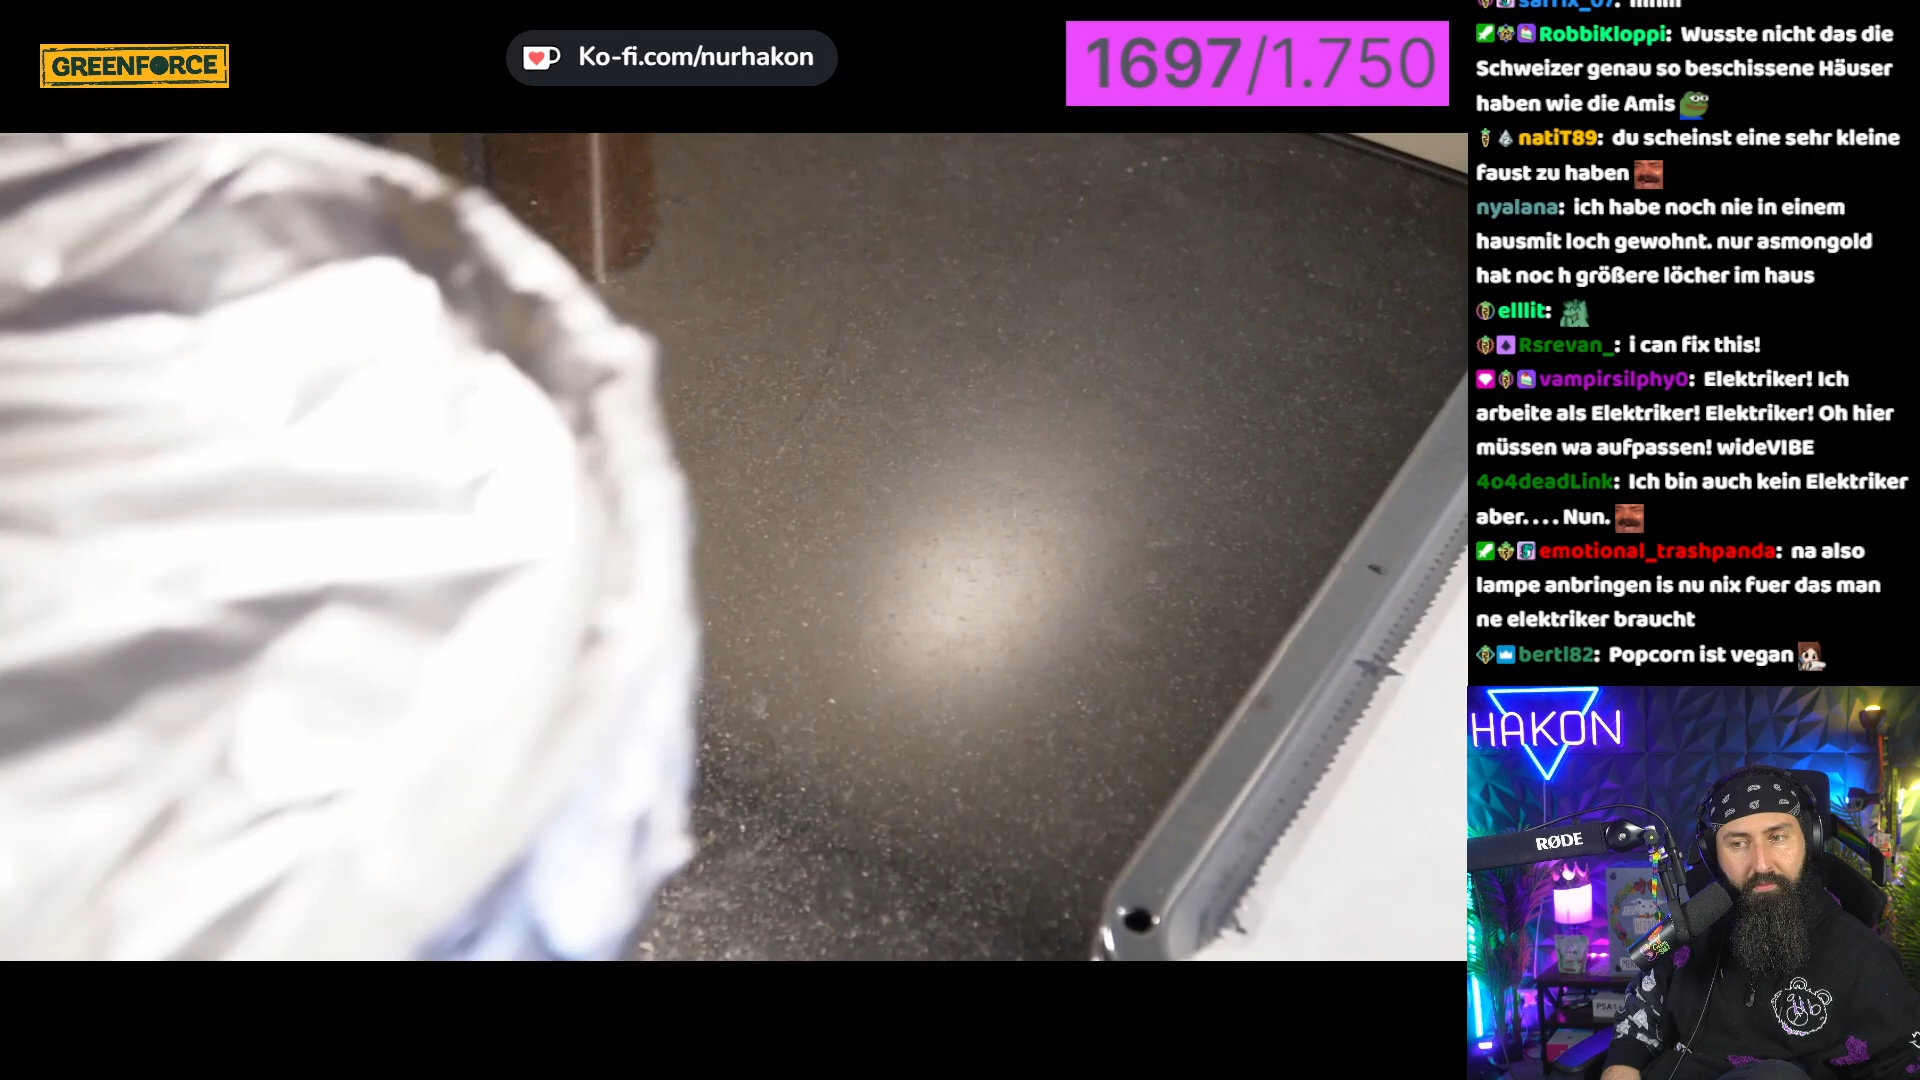 GREENFORCE
Ko-fi.com/nurhakon
1697/1.750
RobbiKloppi: Wusste nicht das die
Schweizer genau so beschissene Häuser
haben wie die Amis
natiT89: du scheinst eine sehr kleine
faust zu haben
nyalana: ich habe noch nie in einem
hausmit loch gewohnt. nur asmongold
hat noc h größere löcher im haus
elllit:
Rsrevan_: i can fix this!
vampirsilphy0: Elektriker! Ich
arbeite als Elektriker! Elektriker! Oh hier
müssen wa aufpassen! wideVIBE
4o4deadLink: Ich bin auch kein Elektriker
aber.... Nun.
emotional_trashpanda: na also
lampe anbringen is nu nix fuer das man
ne elektriker braucht
bertl82: Popcorn ist vegan
HAKON
RØDE